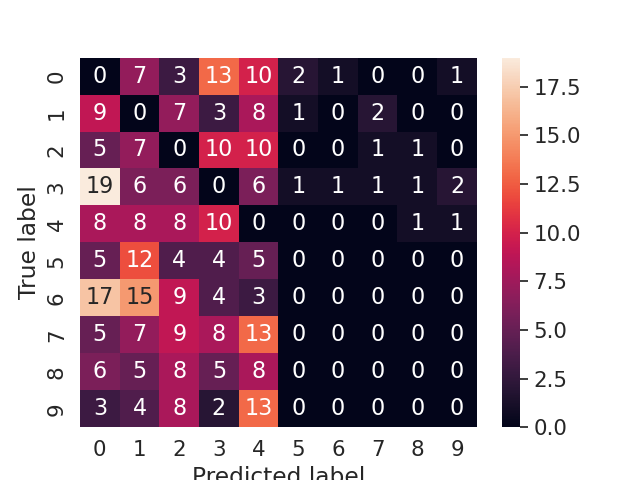 0 0 7 3 13 10 2 1 0 0 1
1 9 0 7 3 8 1 0 2 0 0
2 5 7 0 10 10 0 0 1 1 0
3 19 6 6 0 6 1 1 1 1 2
4 8 8 8 10 0 0 0 0 1 1
5 5 12 4 4 5 0 0 0 0 0
6 17 15 9 4 3 0 0 0 0 0
7 5 7 9 8 13 0 0 0 0 0
8 6 5 8 5 8 0 0 0 0 0
9 3 4 8 2 13 0 0 0 0 0
0 1 2 3 4 5 6 7 8 9
Predicted label
True label
17.5
15.0
12.5
10.0
7.5
5.0
2.5
0.0